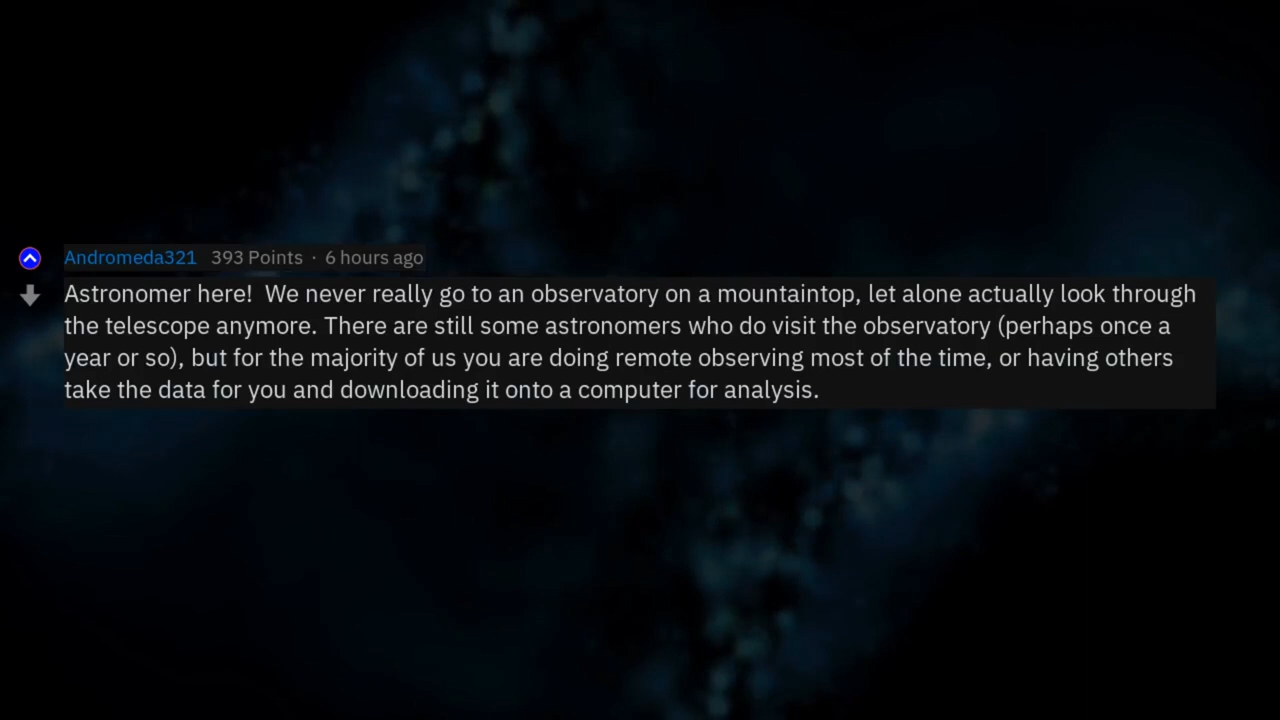 Andromeda321 393 Points · 6 hours ago
Astronomer here!  We never really go to an observatory on a mountaintop, let alone actually look through
the telescope anymore. There are still some astronomers who do visit the observatory (perhaps once a
year or so), but for the majority of us you are doing remote observing most of the time, or having others
take the data for you and downloading it onto a computer for analysis.